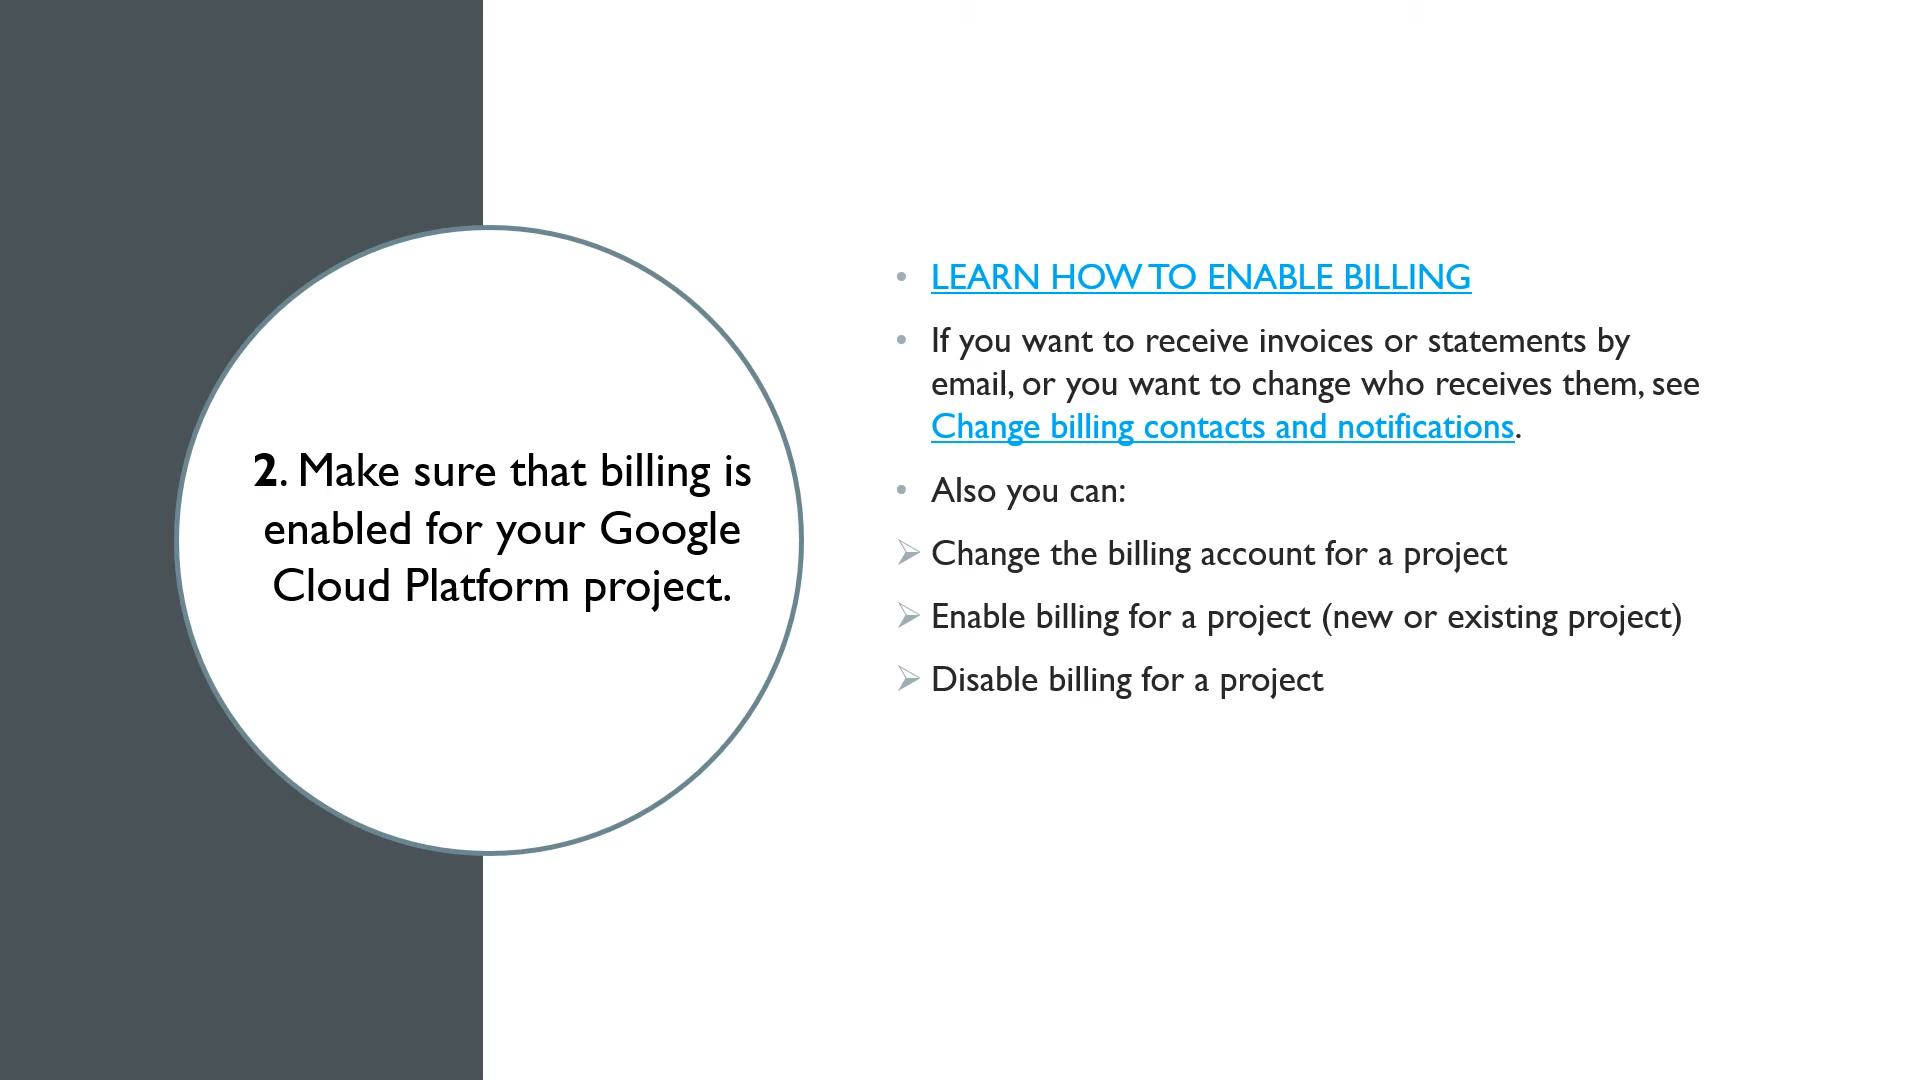 2. Make sure that billing is
enabled for your Google
Cloud Platform project.
• LEARN HOW TO ENABLE BILLING
• If you want to receive invoices or statements by
email, or you want to change who receives them, see
Change billing contacts and notifications.
• Also you can:
➢ Change the billing account for a project
➢ Enable billing for a project (new or existing project)
➢ Disable billing for a project